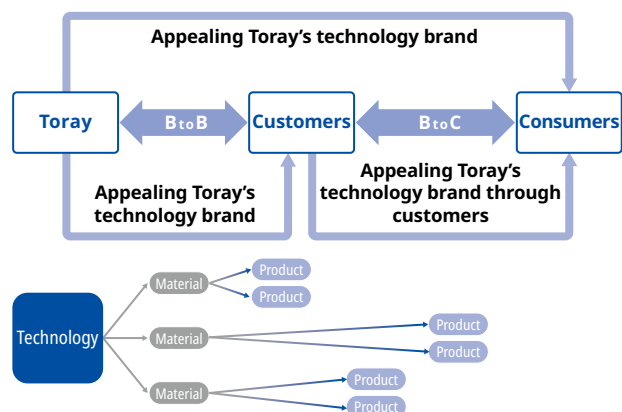 Appealing Toray's technology brand
Toray
BtoB
Customers
BtoC
Consumers
Appealing Toray's
technology brand
Appealing Toray's
technology brand through
customers
Technology
Material
Product
Product
Material
Product
Product
Material
Product
Product